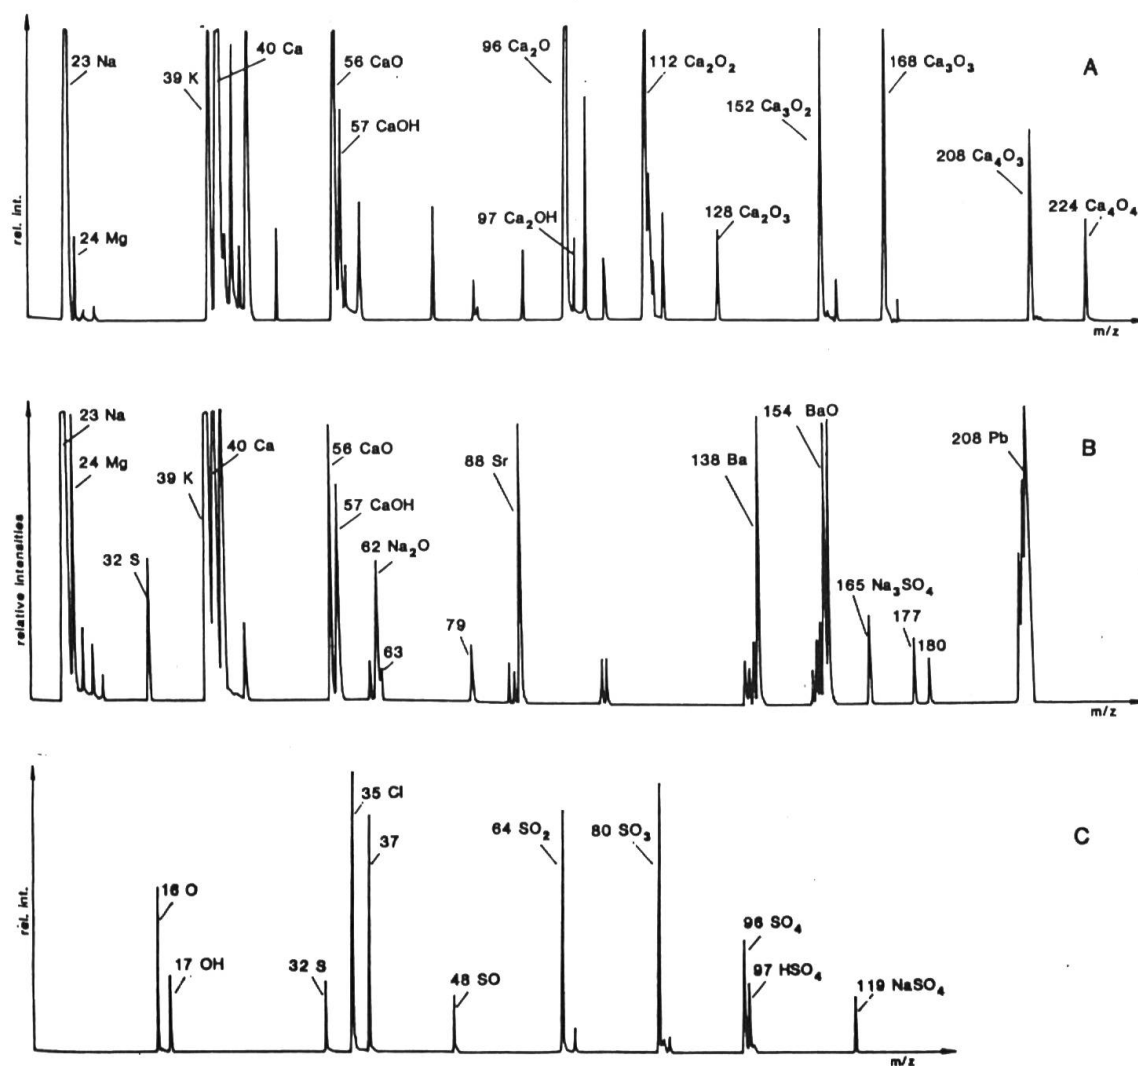 23 Na
24 Mg
39 K
40 Ca
56 CaO
57 CaOH
96 Ca₂O
97 Ca₂OH
112 Ca₂O₂
128 Ca₂O₃
152 Ca₃O₂
168 Ca₃O₃
208 Ca₄O₃
224 Ca₄O₄
A
rel. int.
m/z
23 Na
24 Mg
32 S
39 K
40 Ca
56 CaO
57 CaOH
62 Na₂O
63
79
88 Sr
138 Ba
154 BaO
165 Na₃SO₄
177
180
208 Pb
B
relative intensities
m/z
16 O
17 OH
32 S
35 Cl
37
48 SO
64 SO₂
80 SO₃
96 SO₄
97 HSO₄
119 NaSO₄
C
rel. int.
m/z